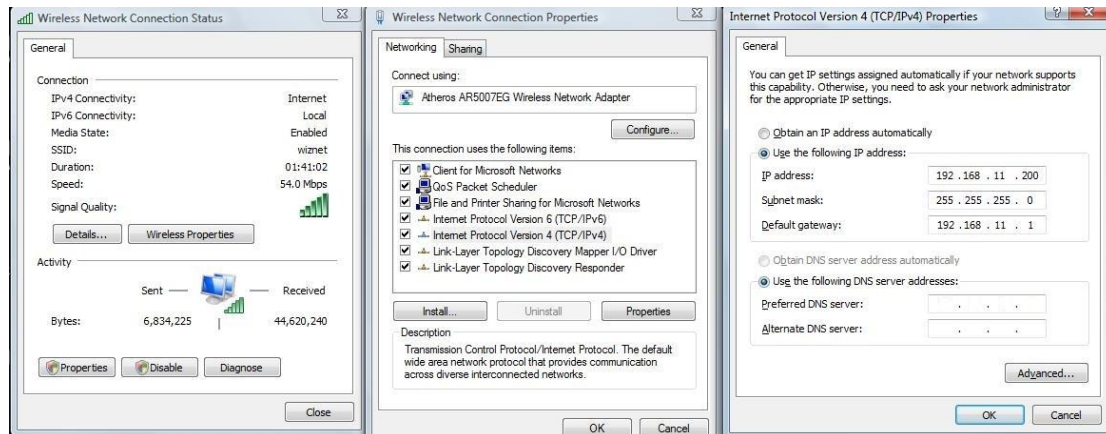 Wireless Network Connection Status
General
Connection
IPv4 Connectivity: Internet
IPv6 Connectivity: Local
Media State: Enabled
SSID: wiznet
Duration: 01:41:02
Speed: 54.0 Mbps
Signal Quality:
Details... Wireless Properties
Activity
Sent — — Received
Bytes: 6,834,225 | 44,620,240
Properties Disable Diagnose
Close
Wireless Network Connection Properties
Networking Sharing
Connect using:
Atheros AR5007EG Wireless Network Adapter
Configure...
This connection uses the following items:
Client for Microsoft Networks
QoS Packet Scheduler
File and Printer Sharing for Microsoft Networks
Internet Protocol Version 6 (TCP/IPv6)
Internet Protocol Version 4 (TCP/IPv4)
Link-Layer Topology Discovery Mapper I/O Driver
Link-Layer Topology Discovery Responder
Install... Uninstall Properties
Description
Transmission Control Protocol/Internet Protocol. The default
wide area network protocol that provides communication
across diverse interconnected networks.
OK Cancel
Internet Protocol Version 4 (TCP/IPv4) Properties
General
You can get IP settings assigned automatically if your network supports
this capability. Otherwise, you need to ask your network administrator
for the appropriate IP settings.
Obtain an IP address automatically
Use the following IP address:
IP address: 192 . 168 . 11 . 200
Subnet mask: 255 . 255 . 255 . 0
Default gateway: 192 . 168 . 11 . 1
Obtain DNS server address automatically
Use the following DNS server addresses:
Preferred DNS server: . . .
Alternate DNS server: . . .
Advanced...
OK Cancel